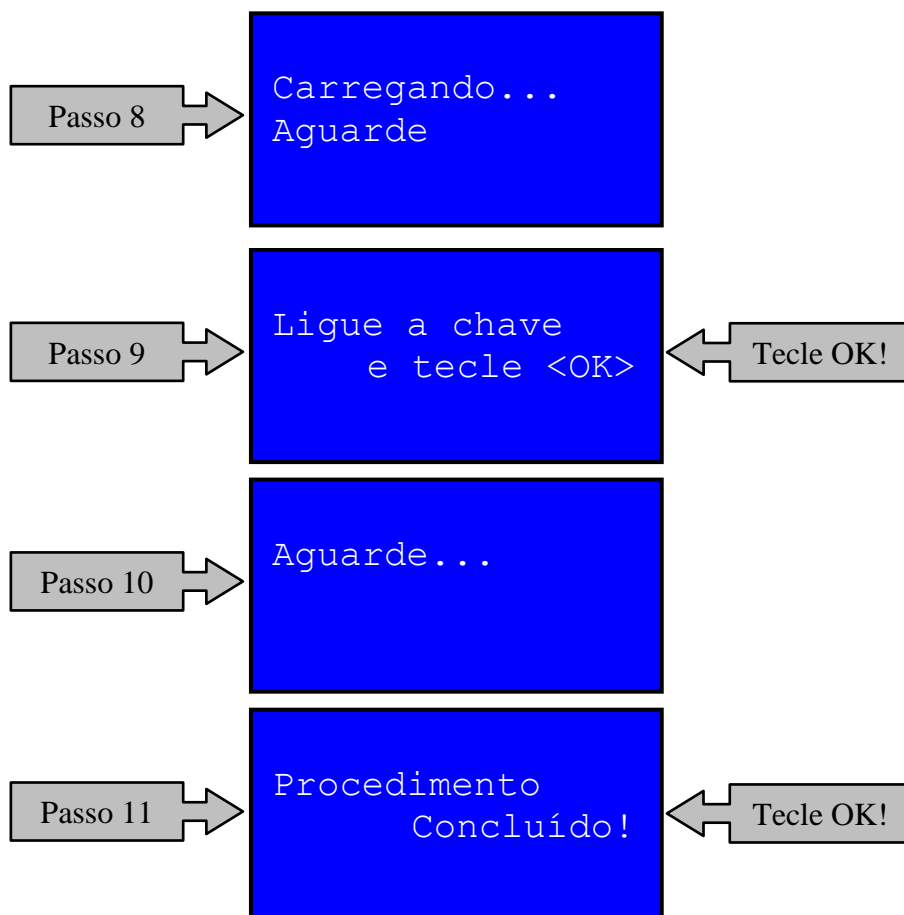 Passo 8
Carregando...
Aguarde
Passo 9
Ligue a chave
e tecle <OK>
Tecle OK!
Passo 10
Aguarde...
Passo 11
Procedimento
Concluído!
Tecle OK!